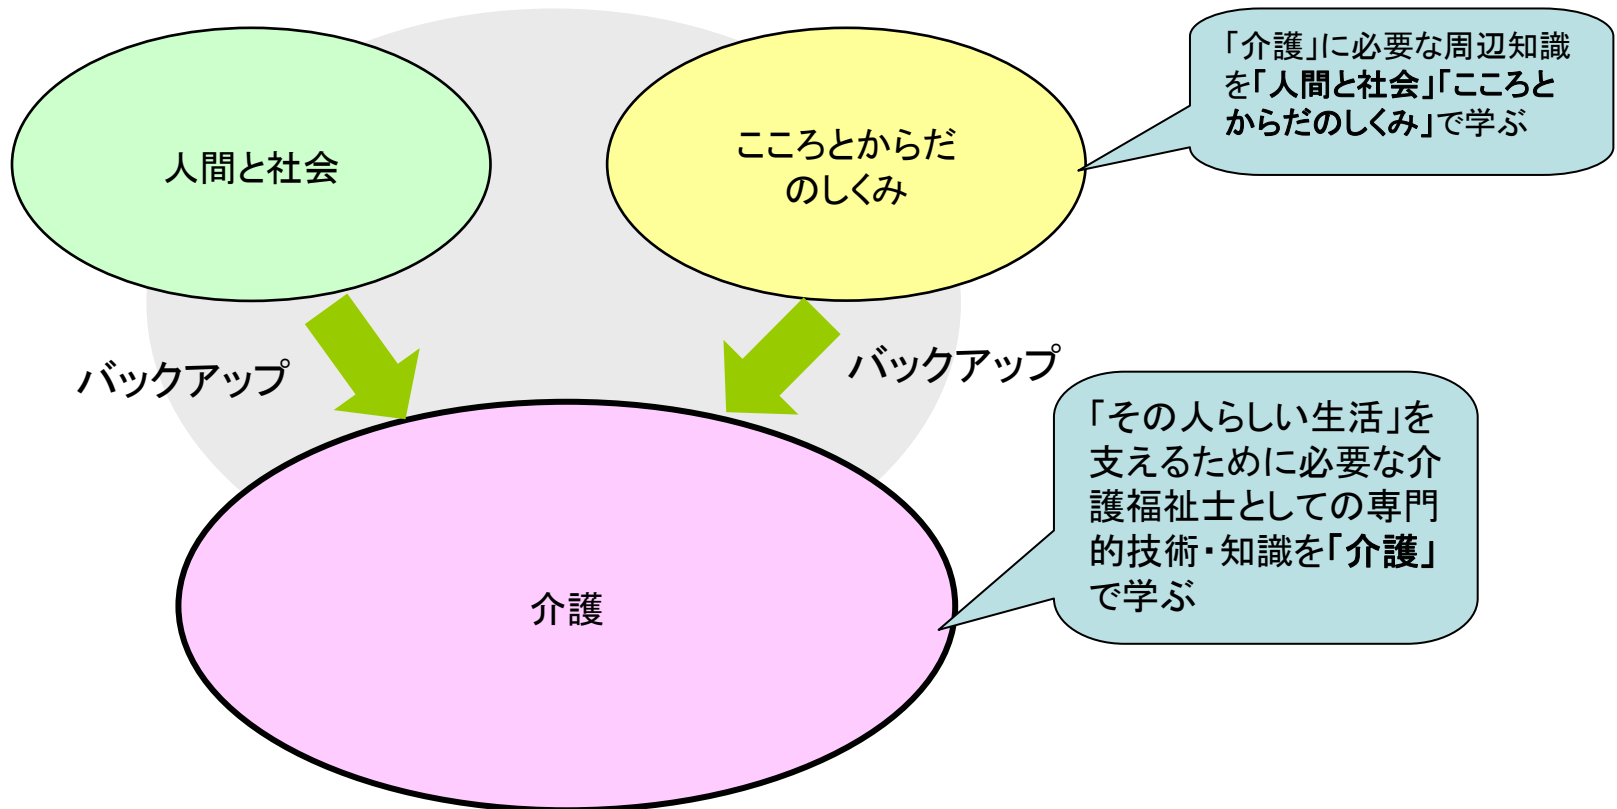 人間と社会
こころとからだ
のしくみ
「介護」に必要な周辺知識
を「人間と社会」「こころと
からだのしくみ」で学ぶ
バックアップ
バックアップ
「その人らしい生活」を
支えるために必要な介
護福祉士としての専門
的技術・知識を「介護」
で学ぶ
介護